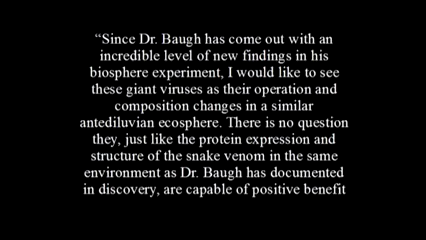 “Since Dr. Baugh has come out with an
incredible level of new findings in his
biosphere experiment, I would like to see
these giant viruses as their operation and
composition changes in a similar
antediluvian ecosphere. There is no question
they, just like the protein expression and
structure of the snake venom in the same
environment as Dr. Baugh has documented
in discovery, are capable of positive benefit